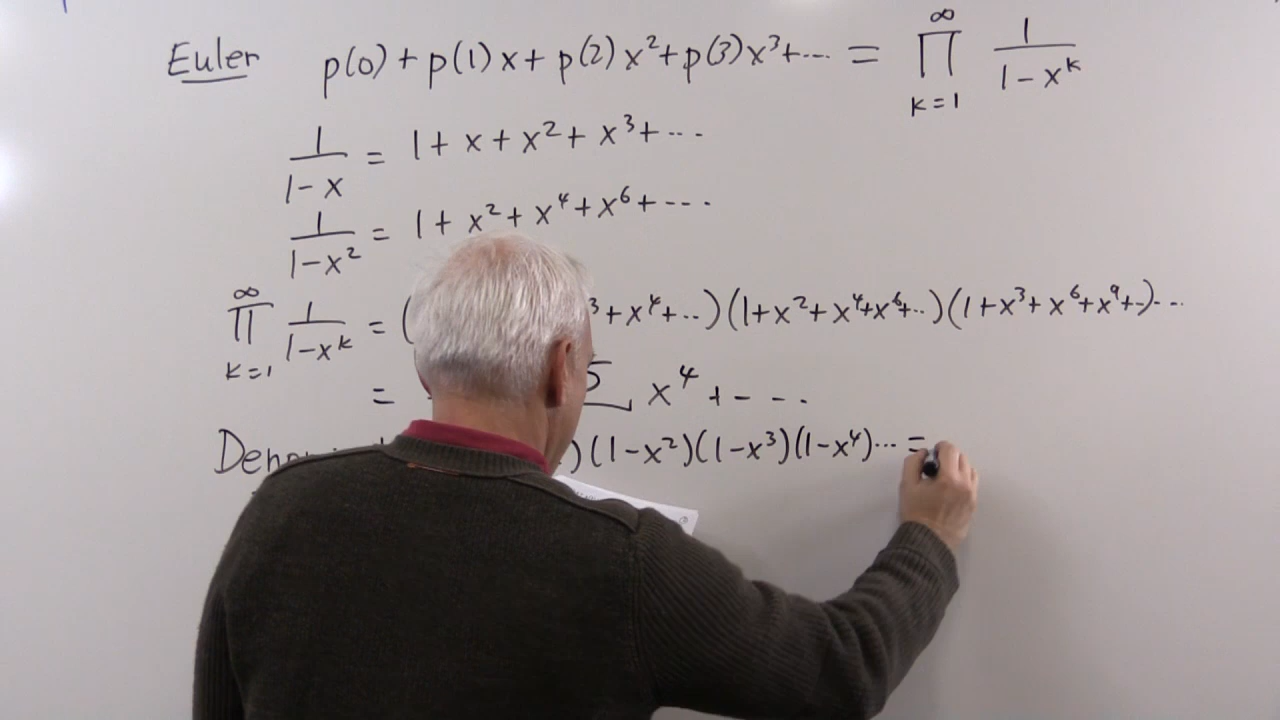 Euler p(0) + p(1) x + p(2) x² + p(3) x³ + ⋯ = ∏_{k=1}^{∞} 1/(1 - x^k)
1/(1-x) = 1 + x + x² + x³ + ⋯
1/(1-x²) = 1 + x² + x⁴ + x⁶ + ⋯
∏_{k=1}^{∞} 1/(1-x^k) = ( ³ + x⁴ + ⋯)(1 + x² + x⁴ + x⁶ + ⋯)(1 + x³ + x⁶ + x⁹ + ⋯) ⋯
= 5 x⁴ + ⋯
) (1-x²)(1-x³)(1-x⁴) ⋯ =